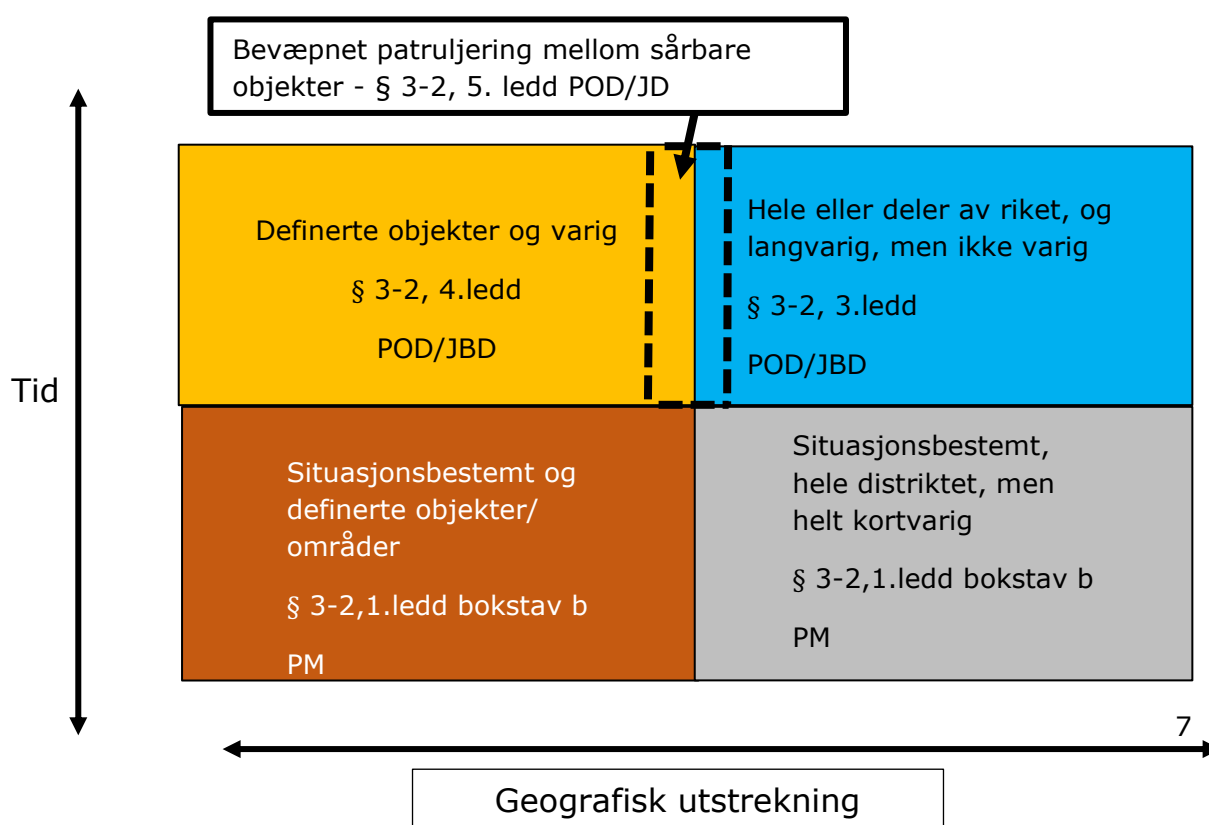 Bevæpnet patruljering mellom sårbare
objekter - § 3-2, 5. ledd POD/JD
Definerte objekter og varig
§ 3-2, 4.ledd
POD/JBD
Hele eller deler av riket, og
langvarig, men ikke varig
§ 3-2, 3.ledd
POD/JBD
Tid
Situasjonsbestemt og
definerte objekter/
områder
§ 3-2,1.ledd bokstav b
PM
Situasjonsbestemt,
hele distriktet, men
helt kortvarig
§ 3-2,1.ledd bokstav b
PM
7
Geografisk utstrekning